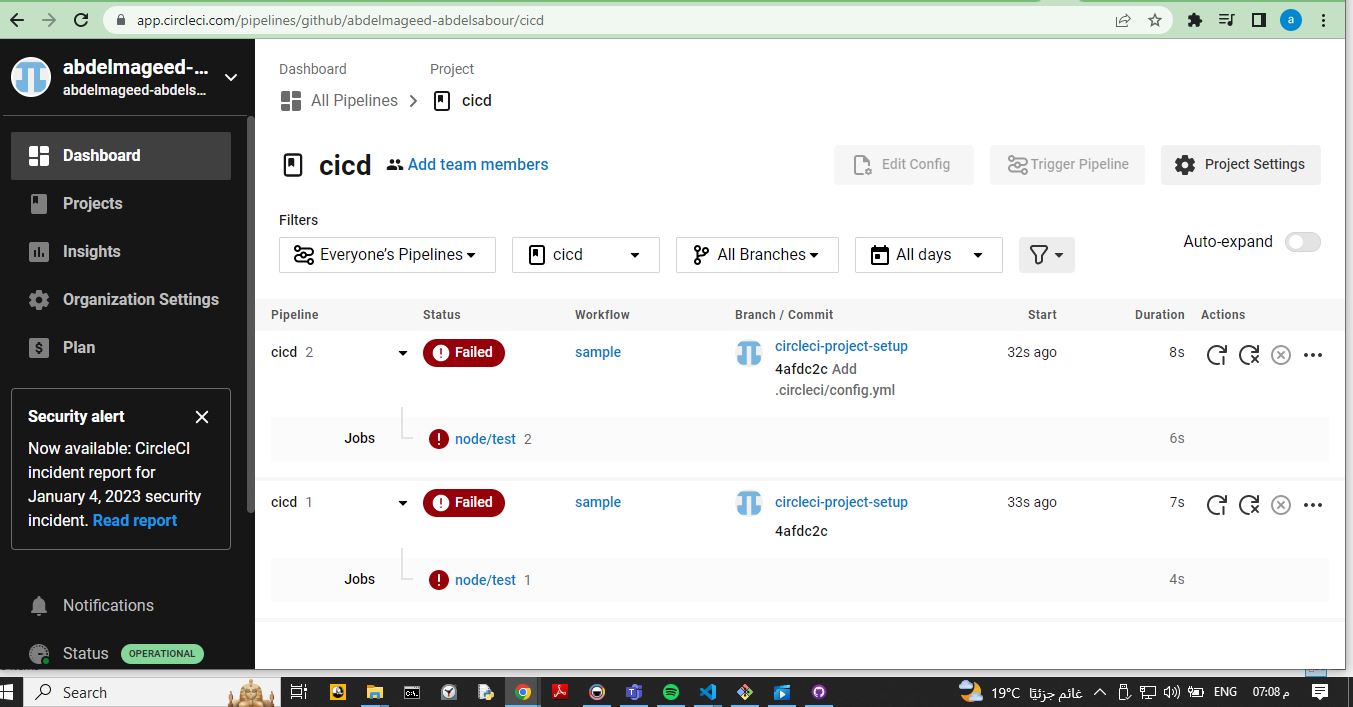 app.circleci.com/pipelines/github/abdelmageed-abdelsabour/cicd
a
abdelmageed-...
abdelmageed-abdels...
Dashboard
Projects
Insights
Organization Settings
Plan
Security alert
Now available: CircleCI
incident report for
January 4, 2023 security
incident. Read report
Notifications
Status OPERATIONAL
Dashboard Project
All Pipelines cicd
cicd Add team members Edit Config Trigger Pipeline Project Settings
Filters
Everyone's Pipelines cicd All Branches All days Auto-expand
Pipeline Status Workflow Branch / Commit Start Duration Actions
cicd 2 Failed sample circleci-project-setup 32s ago 8s
4afdc2c Add
.circleci/config.yml
Jobs node/test 2 6s
cicd 1 Failed sample circleci-project-setup 33s ago 7s
4afdc2c
Jobs node/test 1 4s
Search 19°C غائم جزئيًا ENG 07:08 م